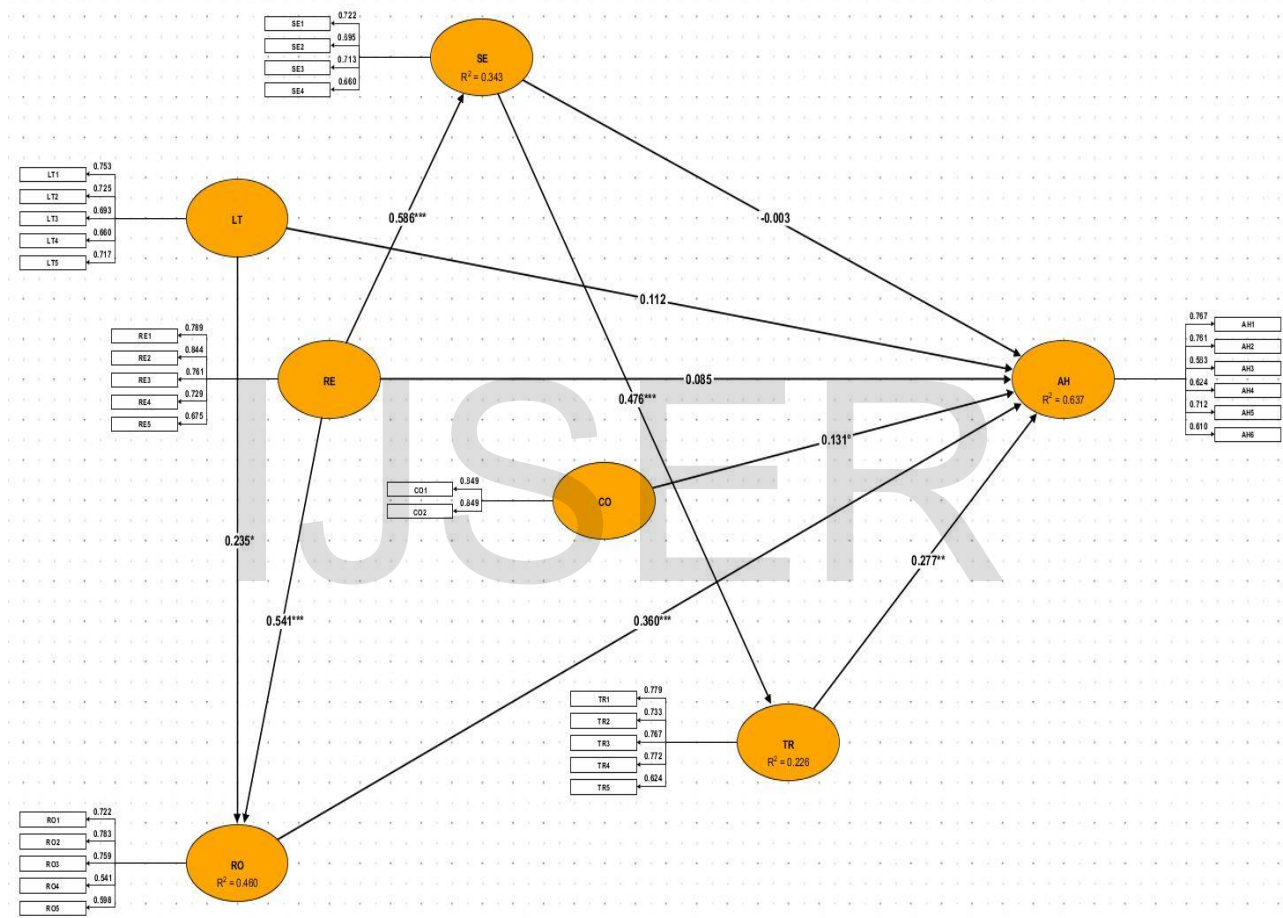 SE1 0.722
SE2 0.695
SE3 0.713
SE4 0.660
SE
R² = 0.343
LT1 0.753
LT2 0.725
LT3 0.693
LT4 0.660
LT5 0.717
LT
0.586***
-0.003
0.112
RE1 0.789
RE2 0.844
RE3 0.761
RE4 0.729
RE5 0.675
RE
0.085
0.476***
AH
R² = 0.637
0.767 AH1
0.761 AH2
0.583 AH3
0.624 AH4
0.712 AH5
0.610 AH6
0.131°
CO1 0.849
CO2 0.849
CO
IJSER
0.235*
0.277**
0.541***
0.360***
TR1 0.779
TR2 0.733
TR3 0.767
TR4 0.772
TR5 0.624
TR
R² = 0.226
RO1 0.722
RO2 0.783
RO3 0.759
RO4 0.541
RO5 0.598
RO
R² = 0.460